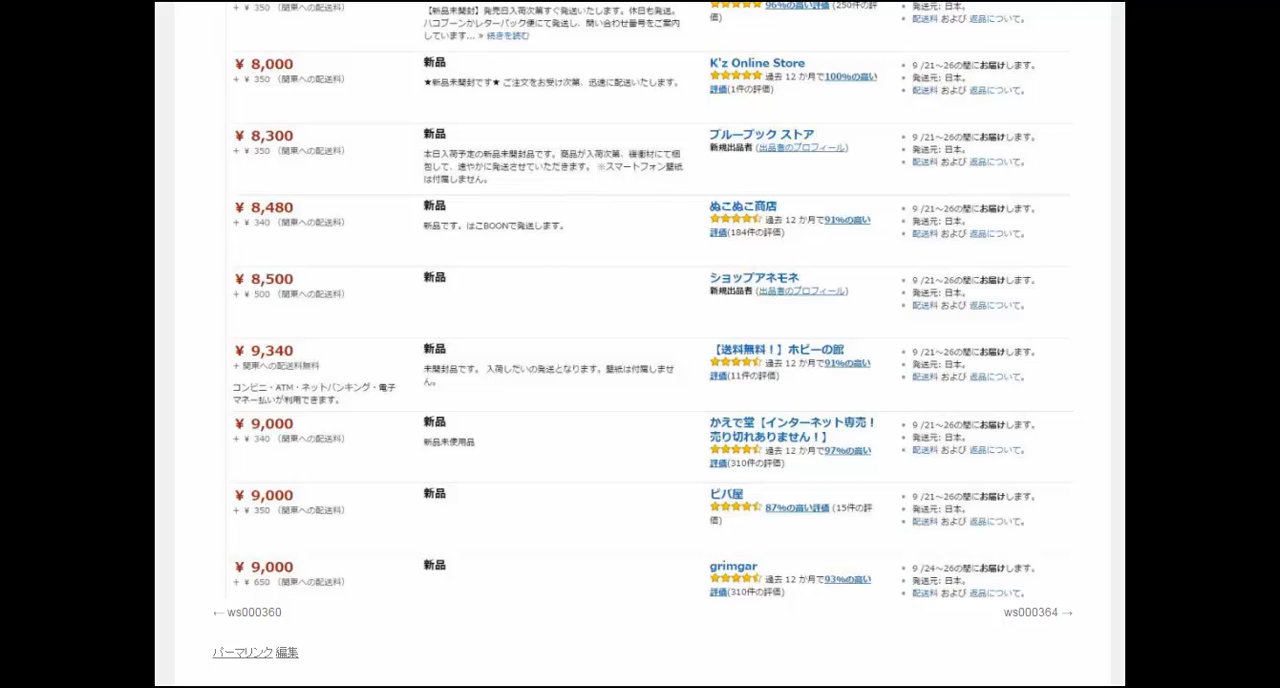 + ¥ 350 （関東への配送料）
【新品未開封】発売日入荷次第すぐ発送いたします。休日も発送。
ハコブーンかレターパック便にて発送し、問い合わせ番号をご案内
しています... » 続きを読む
96%の高い評価 (250件の評
価)
発送元: 日本。
配送料 および 返品について。
¥ 8,000
+ ¥ 350 （関東への配送料）
新品
★新品未開封です★ ご注文をお受け次第、迅速に配送いたします。
K'z Online Store
過去 12 か月で100%の高い
評価(1件の評価)
9 /21～26の間にお届けします。
発送元: 日本。
配送料 および 返品について。
¥ 8,300
+ ¥ 350 （関東への配送料）
新品
本日入荷予定の新品未開封品です。商品が入荷次第、緩衝材にて梱
包して、速やかに発送させていただきます。 ※スマートフォン壁紙
は付属しません。
ブルーブック ストア
新規出品者 (出品者のプロフィール)
9 /21～26の間にお届けします。
発送元: 日本。
配送料 および 返品について。
¥ 8,480
+ ¥ 340 （関東への配送料）
新品
新品です。はこBOONで発送します。
ぬこぬこ商店
過去 12 か月で91%の高い
評価(184件の評価)
9 /21～26の間にお届けします。
発送元: 日本。
配送料 および 返品について。
¥ 8,500
+ ¥ 500 （関東への配送料）
新品
ショップアネモネ
新規出品者 (出品者のプロフィール)
9 /21～26の間にお届けします。
発送元: 日本。
配送料 および 返品について。
¥ 9,340
+ 関東への配送料無料
コンビニ・ATM・ネットバンキング・電子
マネー払いが利用できます。
新品
未開封品です。 入荷しだいの発送となります。壁紙は付属しませ
ん。
【送料無料！】ホビーの館
過去 12 か月で91%の高い
評価(11件の評価)
9 /21～26の間にお届けします。
発送元: 日本。
配送料 および 返品について。
¥ 9,000
+ ¥ 340 （関東への配送料）
新品
新品未使用品
かえで堂【インターネット専売！
売り切れありません！】
過去 12 か月で97%の高い
評価(310件の評価)
9 /21～26の間にお届けします。
発送元: 日本。
配送料 および 返品について。
¥ 9,000
+ ¥ 350 （関東への配送料）
新品
ビバ屋
87%の高い評価 (15件の評
価)
9 /21～26の間にお届けします。
発送元: 日本。
配送料 および 返品について。
¥ 9,000
+ ¥ 650 （関東への配送料）
新品
grimgar
過去 12 か月で93%の高い
評価(310件の評価)
9 /24～26の間にお届けします。
発送元: 日本。
配送料 および 返品について。
← ws000360
ws000364 →
パーマリンク 編集